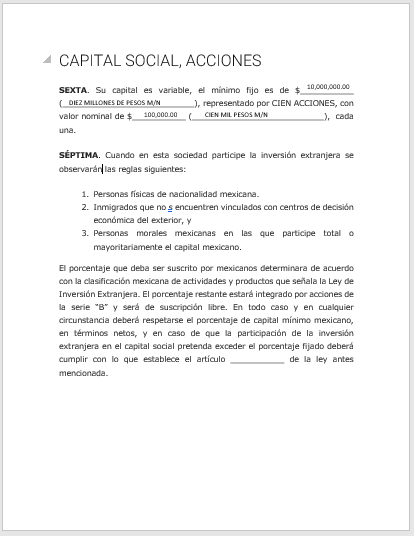 CAPITAL SOCIAL, ACCIONES
SEXTA. Su capital es variable, el mínimo fijo es de $ 10,000,000.00
( DIEZ MILLONES DE PESOS M/N ), representado por CIEN ACCIONES, con
valor nominal de $ 100,000.00 ( CIEN MIL PESOS M/N ), cada
una.
SÉPTIMA. Cuando en esta sociedad participe la inversión extranjera se
observarán las reglas siguientes:
1. Personas físicas de nacionalidad mexicana.
2. Inmigrados que no s encuentren vinculados con centros de decisión
económica del exterior, y
3. Personas morales mexicanas en las que participe total o
mayoritariamente el capital mexicano.
El porcentaje que deba ser suscrito por mexicanos determinara de acuerdo
con la clasificación mexicana de actividades y productos que señala la Ley de
Inversión Extranjera. El porcentaje restante estará integrado por acciones de
la serie “B” y será de suscripción libre. En todo caso y en cualquier
circunstancia deberá respetarse el porcentaje de capital mínimo mexicano,
en términos netos, y en caso de que la participación de la inversión
extranjera en el capital social pretenda exceder el porcentaje fijado deberá
cumplir con lo que establece el artículo ____________ de la ley antes
mencionada.